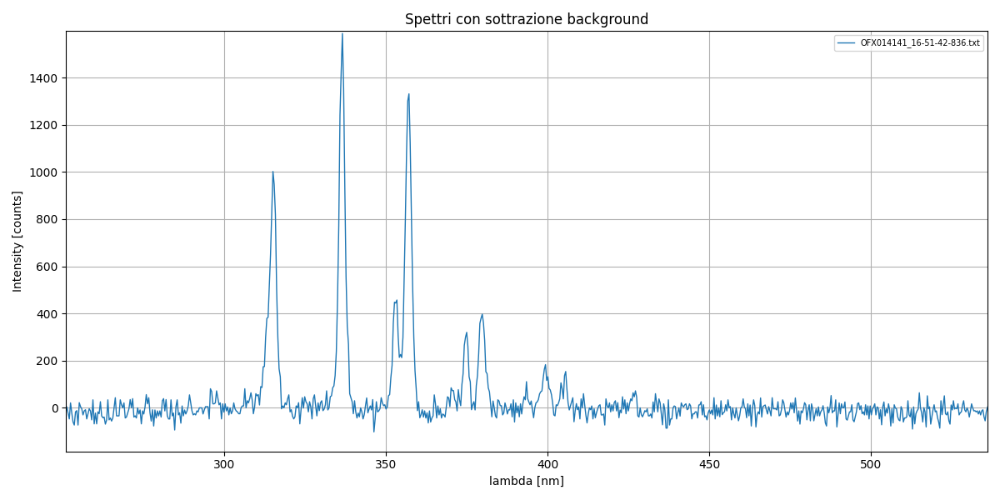 Spettri con sottrazione background
OFX014141_16-51-42-836.txt
Intensity [counts]
1400
1200
1000
800
600
400
200
0
300 350 400 450 500
lambda [nm]